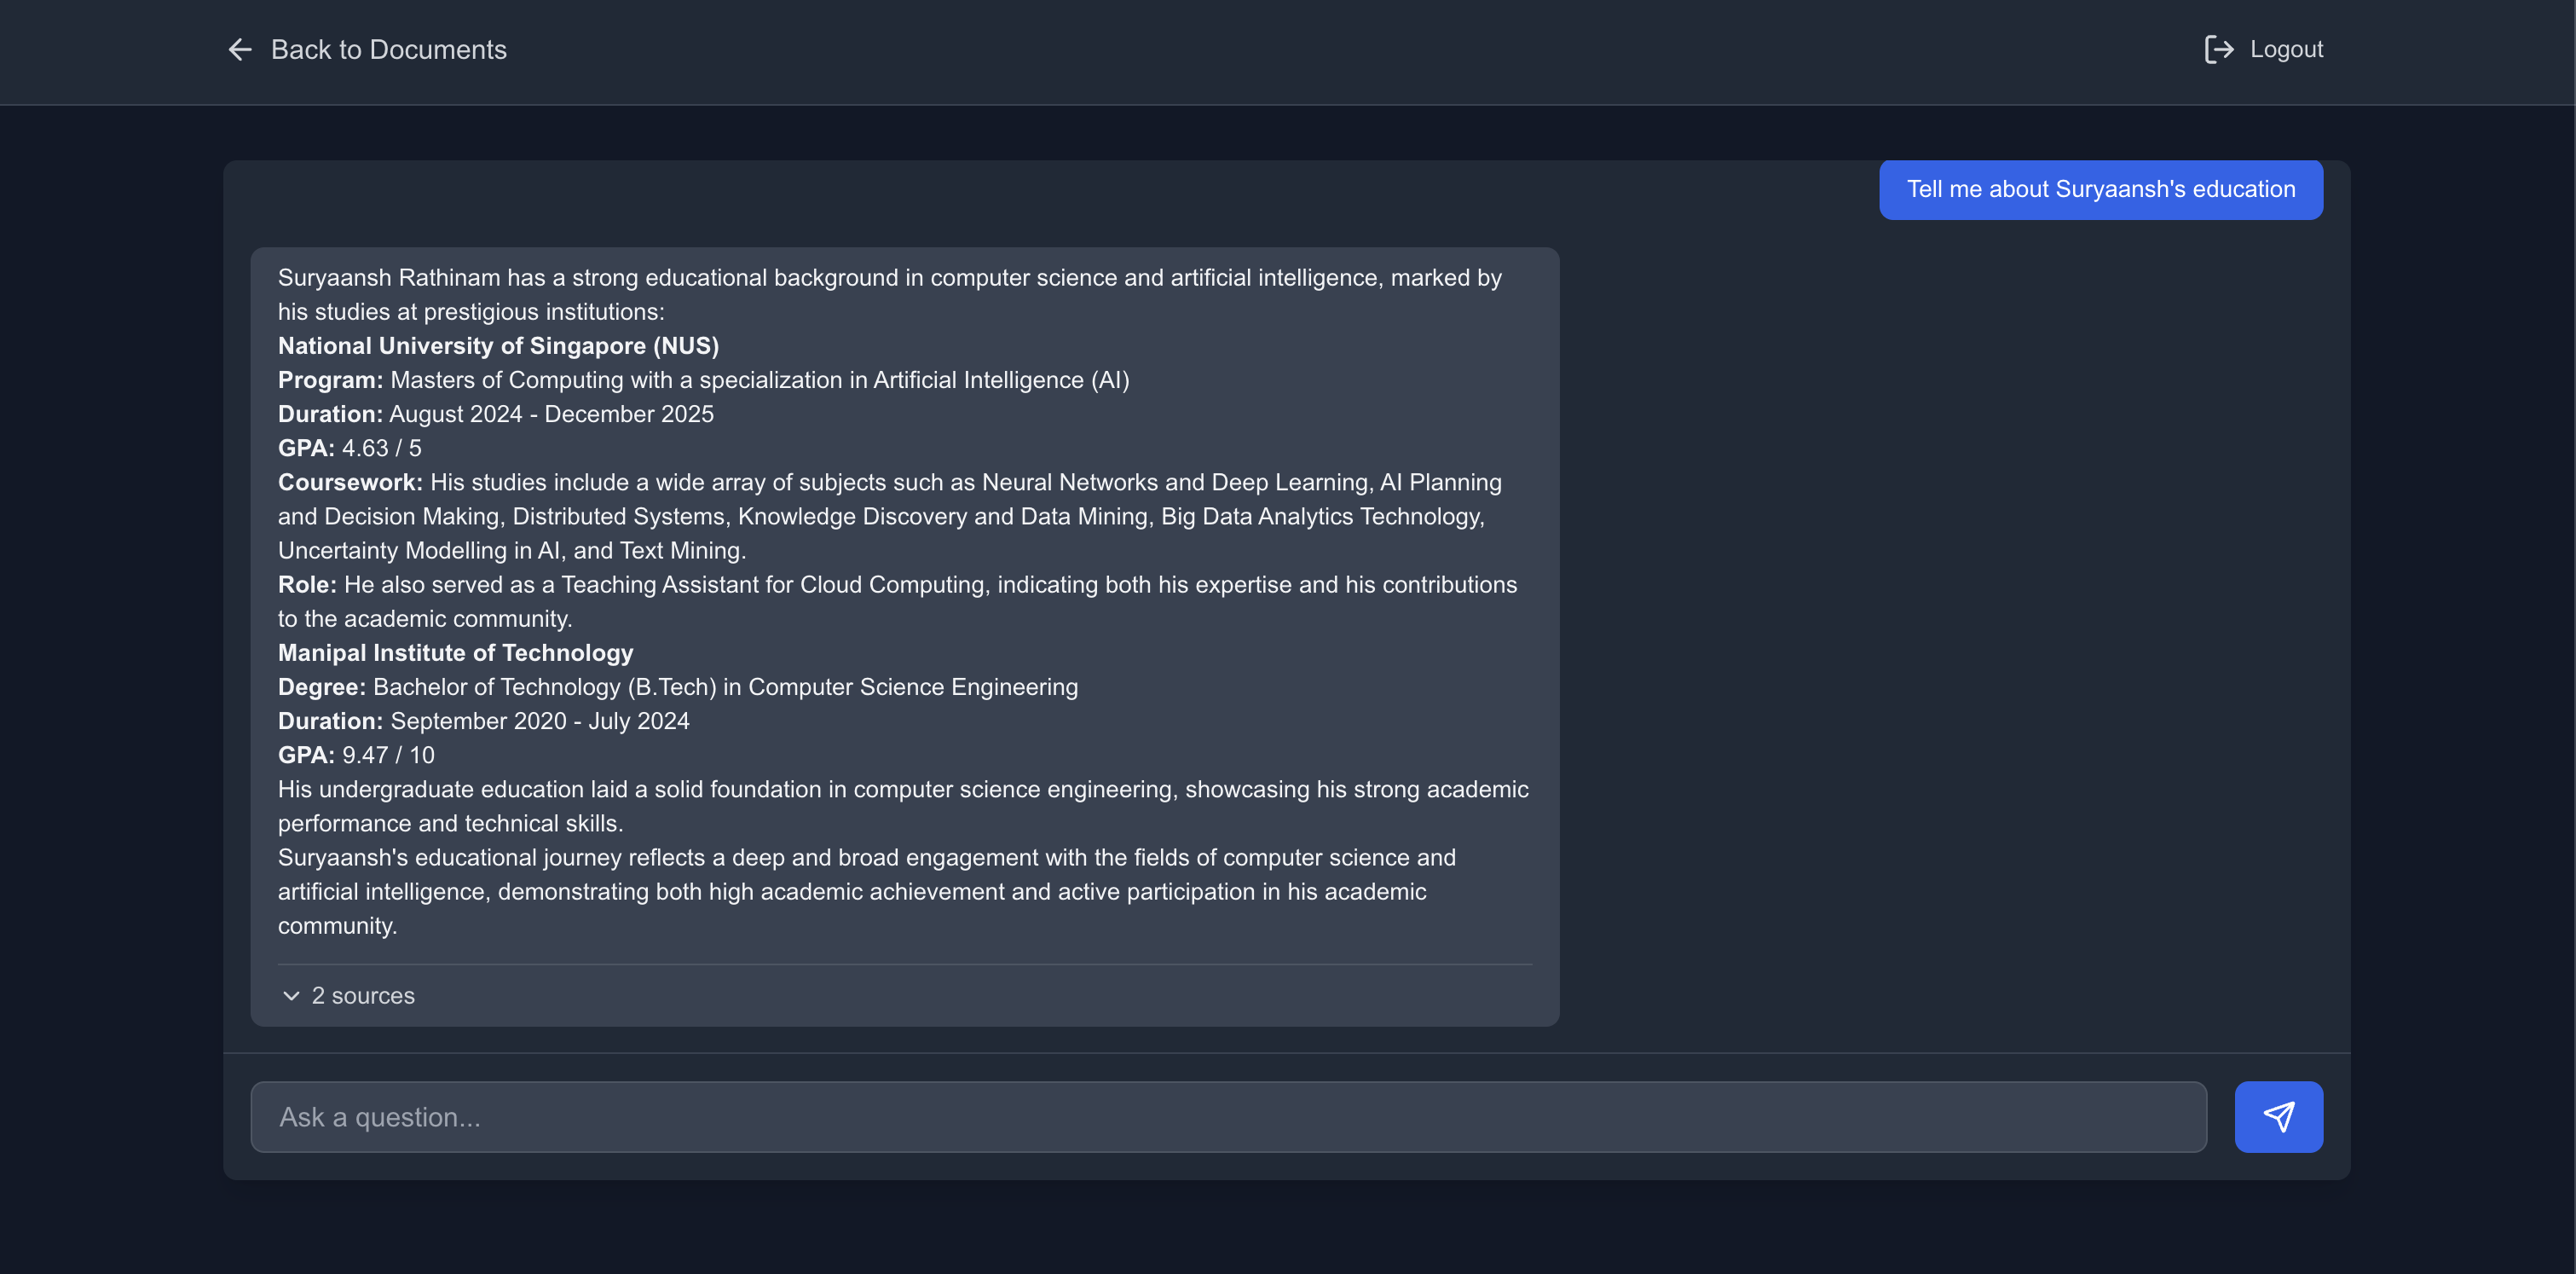 Back to Documents
Logout
Tell me about Suryaansh's education
Suryaansh Rathinam has a strong educational background in computer science and artificial intelligence, marked by
his studies at prestigious institutions:
National University of Singapore (NUS)
Program: Masters of Computing with a specialization in Artificial Intelligence (AI)
Duration: August 2024 - December 2025
GPA: 4.63 / 5
Coursework: His studies include a wide array of subjects such as Neural Networks and Deep Learning, AI Planning
and Decision Making, Distributed Systems, Knowledge Discovery and Data Mining, Big Data Analytics Technology,
Uncertainty Modelling in AI, and Text Mining.
Role: He also served as a Teaching Assistant for Cloud Computing, indicating both his expertise and his contributions
to the academic community.
Manipal Institute of Technology
Degree: Bachelor of Technology (B.Tech) in Computer Science Engineering
Duration: September 2020 - July 2024
GPA: 9.47 / 10
His undergraduate education laid a solid foundation in computer science engineering, showcasing his strong academic
performance and technical skills.
Suryaansh's educational journey reflects a deep and broad engagement with the fields of computer science and
artificial intelligence, demonstrating both high academic achievement and active participation in his academic
community.
2 sources
Ask a question...